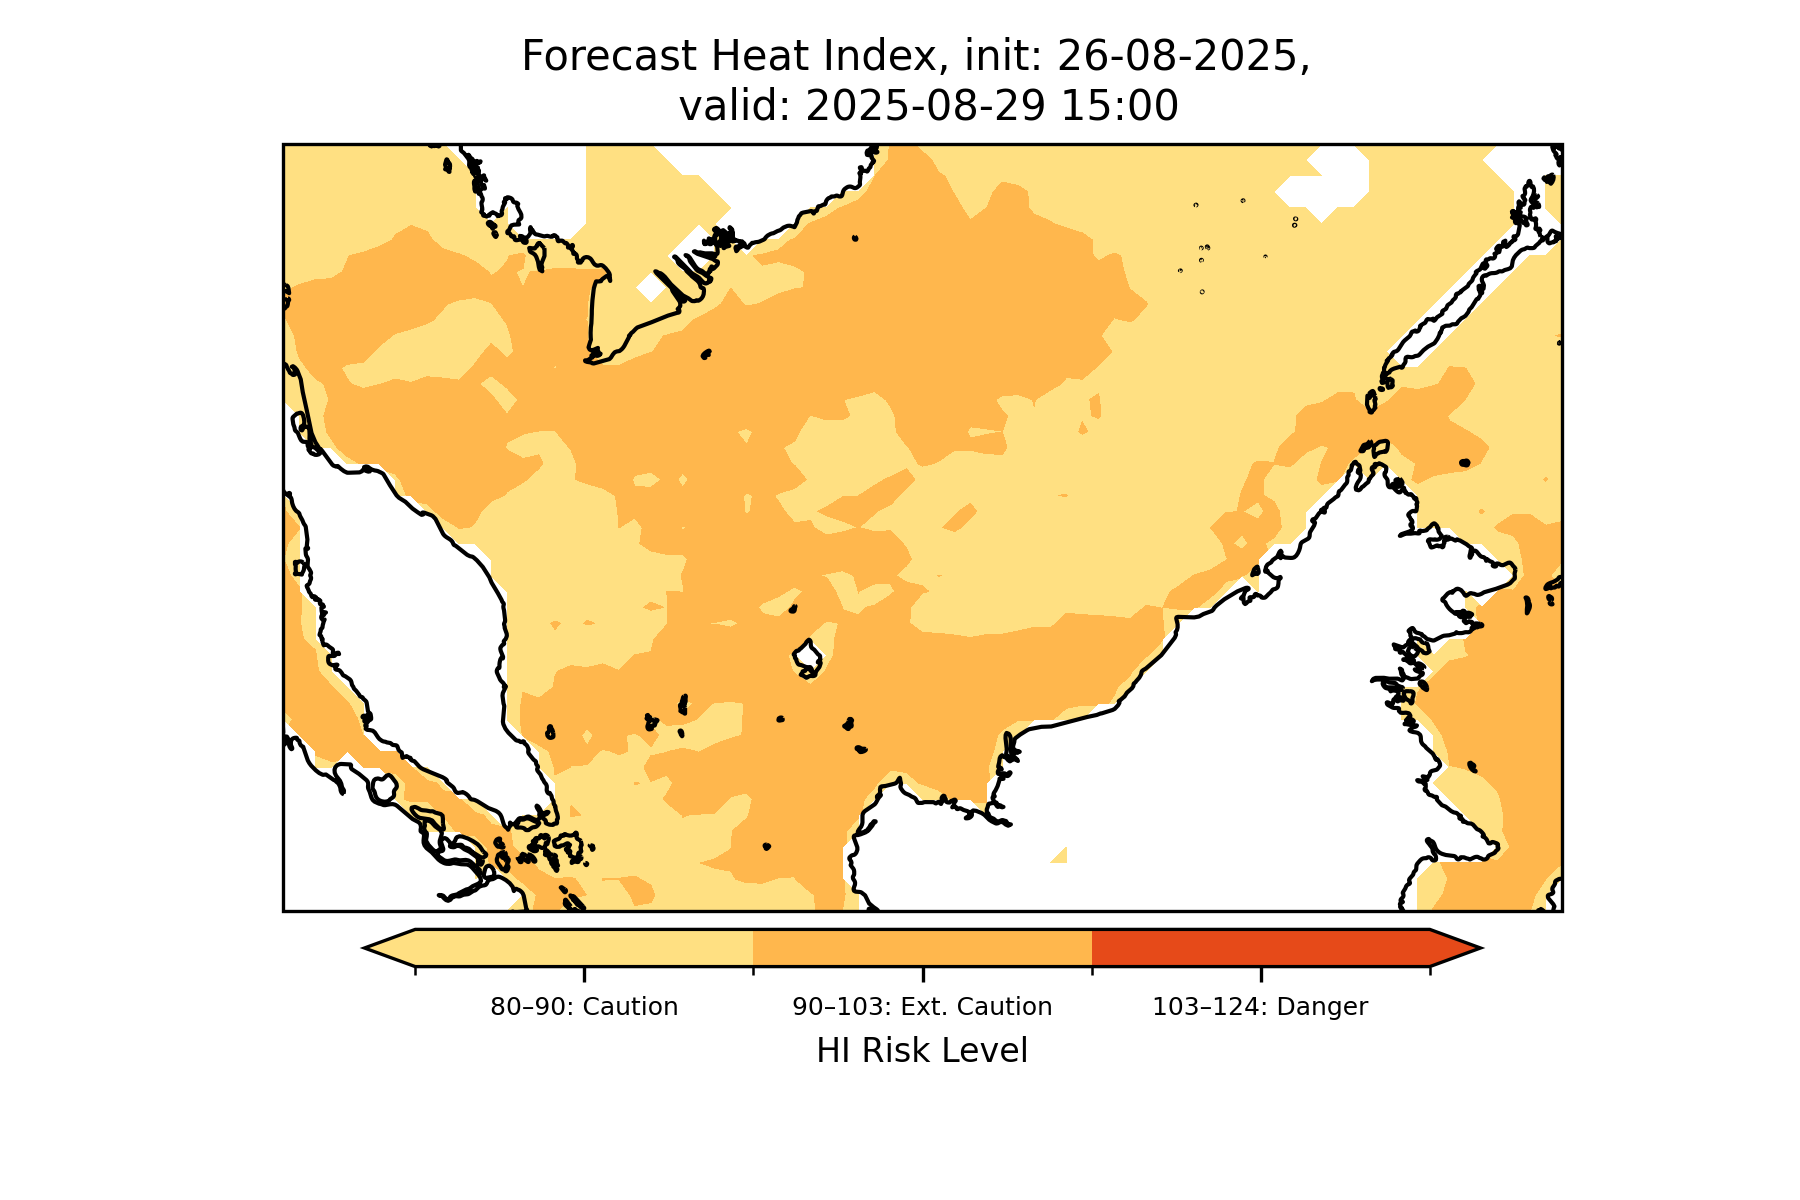 Forecast Heat Index, init: 26-08-2025,
valid: 2025-08-29 15:00
80–90: Caution
90–103: Ext. Caution
103–124: Danger
HI Risk Level